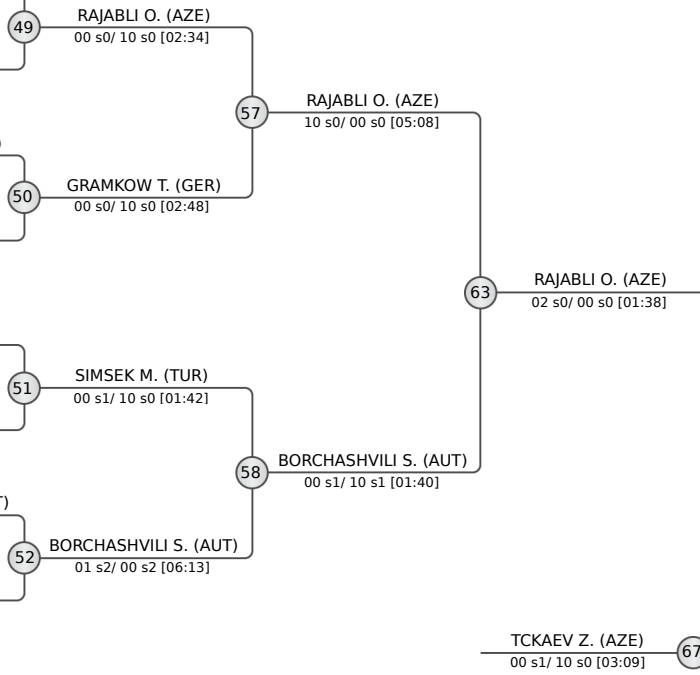 49
RAJABLI O. (AZE)
00 s0/ 10 s0 [02:34]
57
RAJABLI O. (AZE)
10 s0/ 00 s0 [05:08]
)
50
GRAMKOW T. (GER)
00 s0/ 10 s0 [02:48]
63
RAJABLI O. (AZE)
02 s0/ 00 s0 [01:38]
51
SIMSEK M. (TUR)
00 s1/ 10 s0 [01:42]
58
BORCHASHVILI S. (AUT)
00 s1/ 10 s1 [01:40]
T)
52
BORCHASHVILI S. (AUT)
01 s2/ 00 s2 [06:13]
TCKAEV Z. (AZE)
00 s1/ 10 s0 [03:09]
67